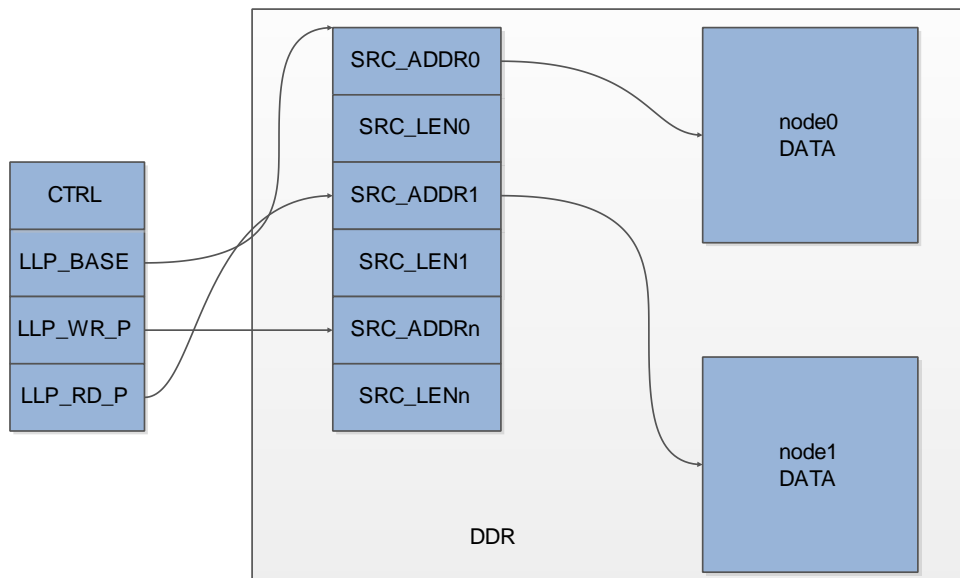 CTRL
LLP_BASE
LLP_WR_P
LLP_RD_P
SRC_ADDR0
SRC_LEN0
SRC_ADDR1
SRC_LEN1
SRC_ADDRn
SRC_LENn
node0
DATA
node1
DATA
DDR